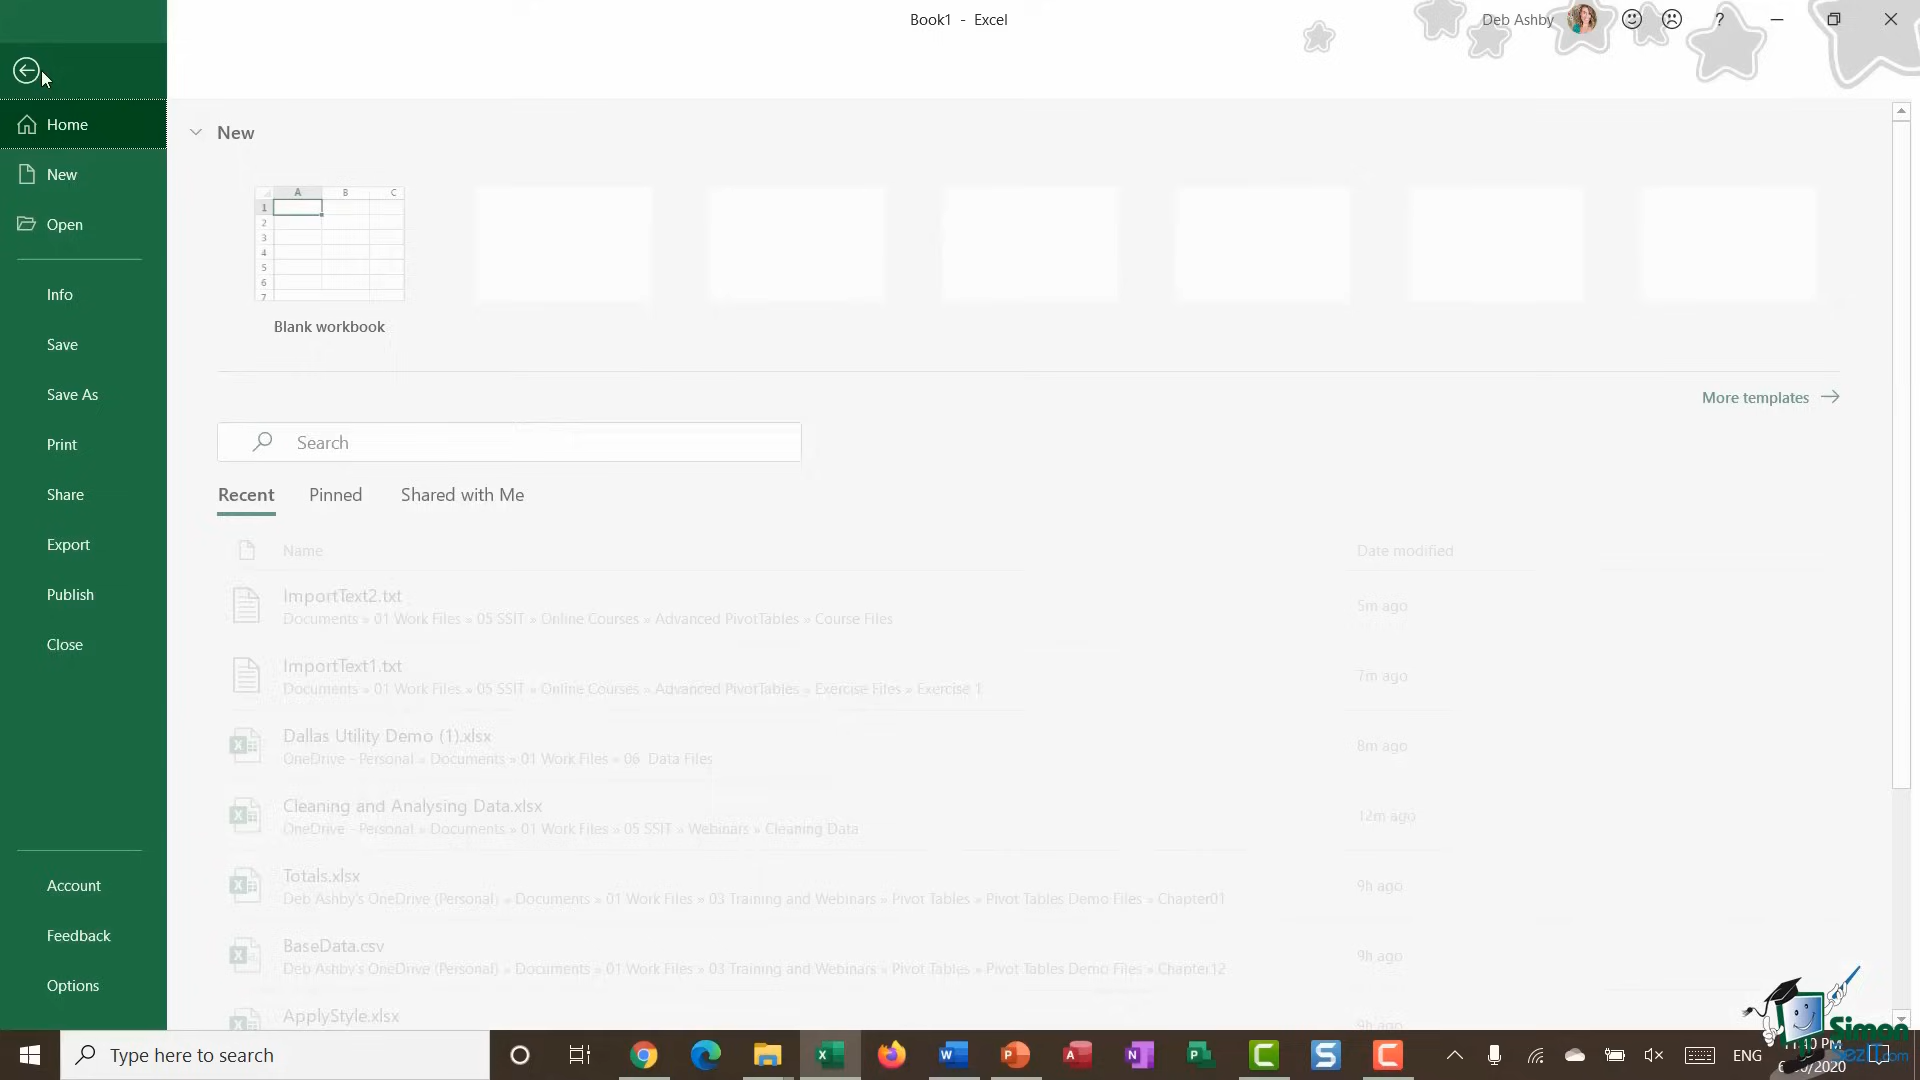 Book1 - Excel
Deb Ashby
?
Home
New
Open
Info
Save
Save As
Print
Share
Export
Publish
Close
Account
Feedback
Options
New
A B C
1
2
3
4
5
6
7
Blank workbook
More templates
Search
Recent Pinned Shared with Me
Name Date modified
ImportText2.txt
Documents » 01 Work Files » 05 SSIT » Online Courses » Advanced PivotTables » Course Files
5m ago
ImportText1.txt
Documents » 01 Work Files » 05 SSIT » Online Courses » Advanced PivotTables » Exercise Files » Exercise 1
7m ago
Dallas Utility Demo (1).xlsx
OneDrive - Personal » Documents » 01 Work Files » 06 Data Files
8m ago
Cleaning and Analysing Data.xlsx
OneDrive - Personal » Documents » 01 Work Files » 05 SSIT » Webinars » Cleaning Data
12m ago
Totals.xlsx
Deb Ashby's OneDrive (Personal) » Documents » 01 Work Files » 03 Training and Webinars » Pivot Tables » Pivot Tables Demo Files » Chapter01
9h ago
BaseData.csv
Deb Ashby's OneDrive (Personal) » Documents » 01 Work Files » 03 Training and Webinars » Pivot Tables » Pivot Tables Demo Files » Chapter12
9h ago
ApplyStyle.xlsx
9h ago
Type here to search
ENG
Simon
SezIT.com